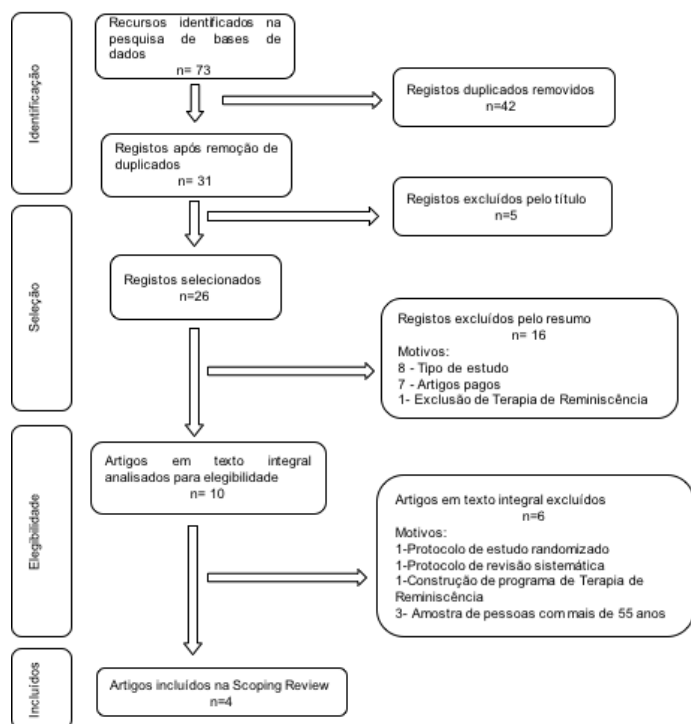 Identificação
Recursos identificados na
pesquisa de bases de
dados
n= 73
Registos duplicados removidos
n=42
Registos após remoção de
duplicados
n= 31
Seleção
Registos excluídos pelo título
n=5
Registos selecionados
n=26
Registos excluídos pelo resumo
n= 16
Motivos:
8 - Tipo de estudo
7 - Artigos pagos
1- Exclusão de Terapia de Reminiscência
Elegibilidade
Artigos em texto integral
analisados para elegibilidade
n= 10
Artigos em texto integral excluídos
n=6
Motivos:
1-Protocolo de estudo randomizado
1-Protocolo de revisão sistemática
1-Construção de programa de Terapia de
Reminiscência
3- Amostra de pessoas com mais de 55 anos
Incluídos
Artigos incluídos na Scoping Review
n=4